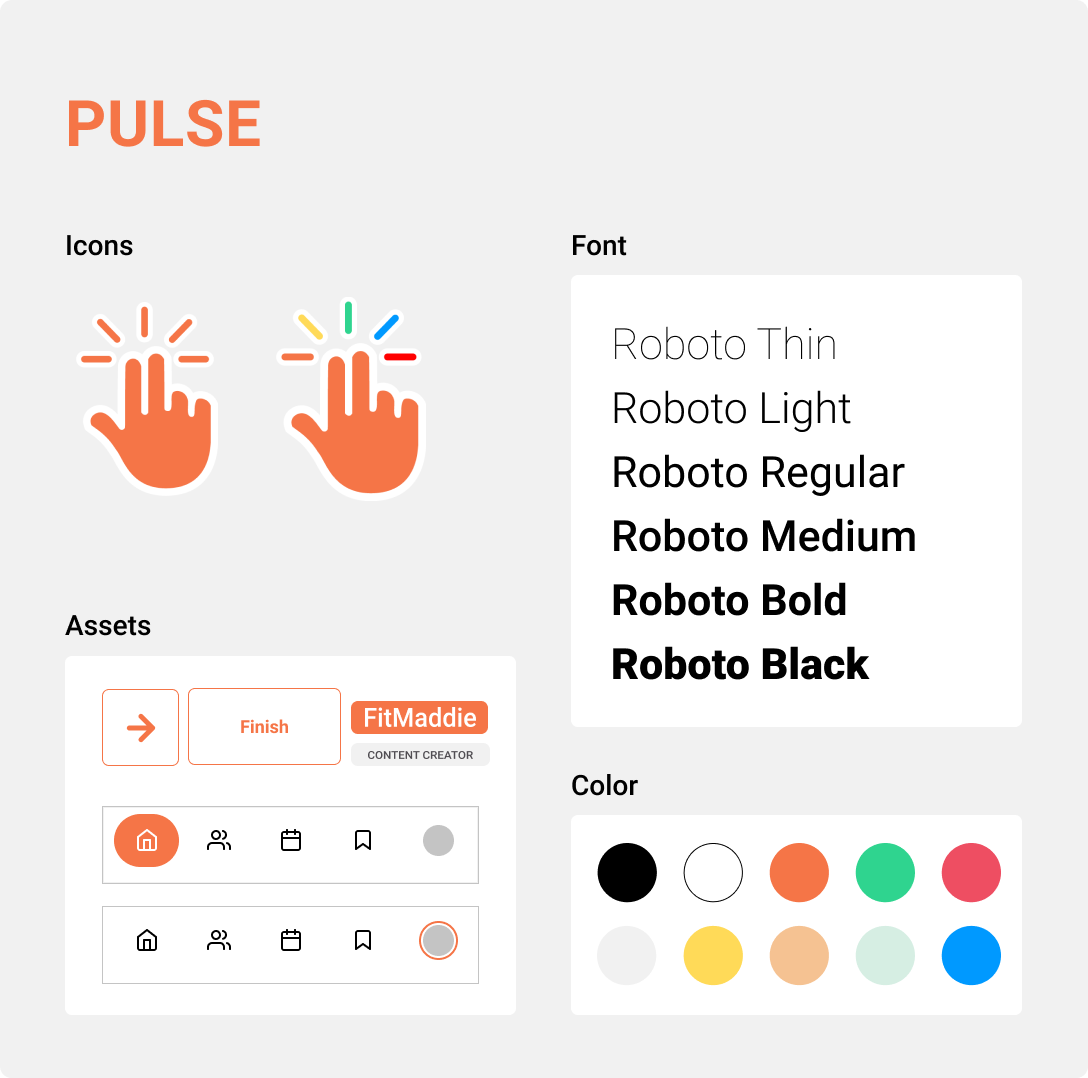 PULSE
Icons
Font
Roboto Thin
Roboto Light
Roboto Regular
Roboto Medium
Roboto Bold
Roboto Black
Assets
Finish
FitMaddie
CONTENT CREATOR
Color